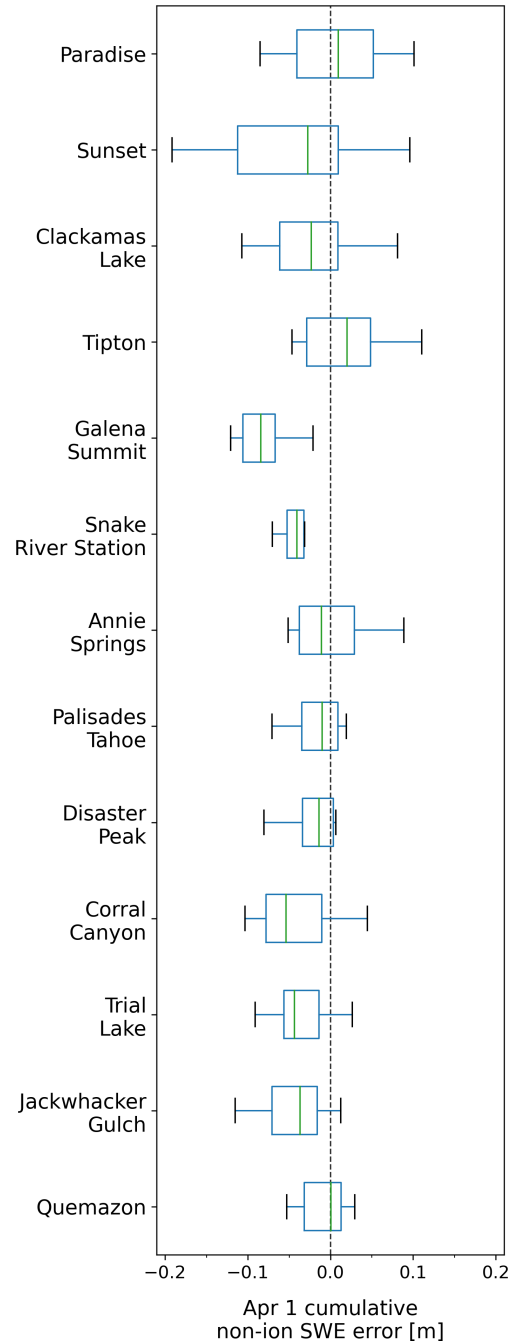 Paradise
Sunset
Clackamas
Lake
Tipton
Galena
Summit
Snake
River Station
Annie
Springs
Palisades
Tahoe
Disaster
Peak
Corral
Canyon
Trial
Lake
Jackwhacker
Gulch
Quemazon
−0.2 −0.1 0.0 0.1 0.2
Apr 1 cumulative
non-ion SWE error [m]